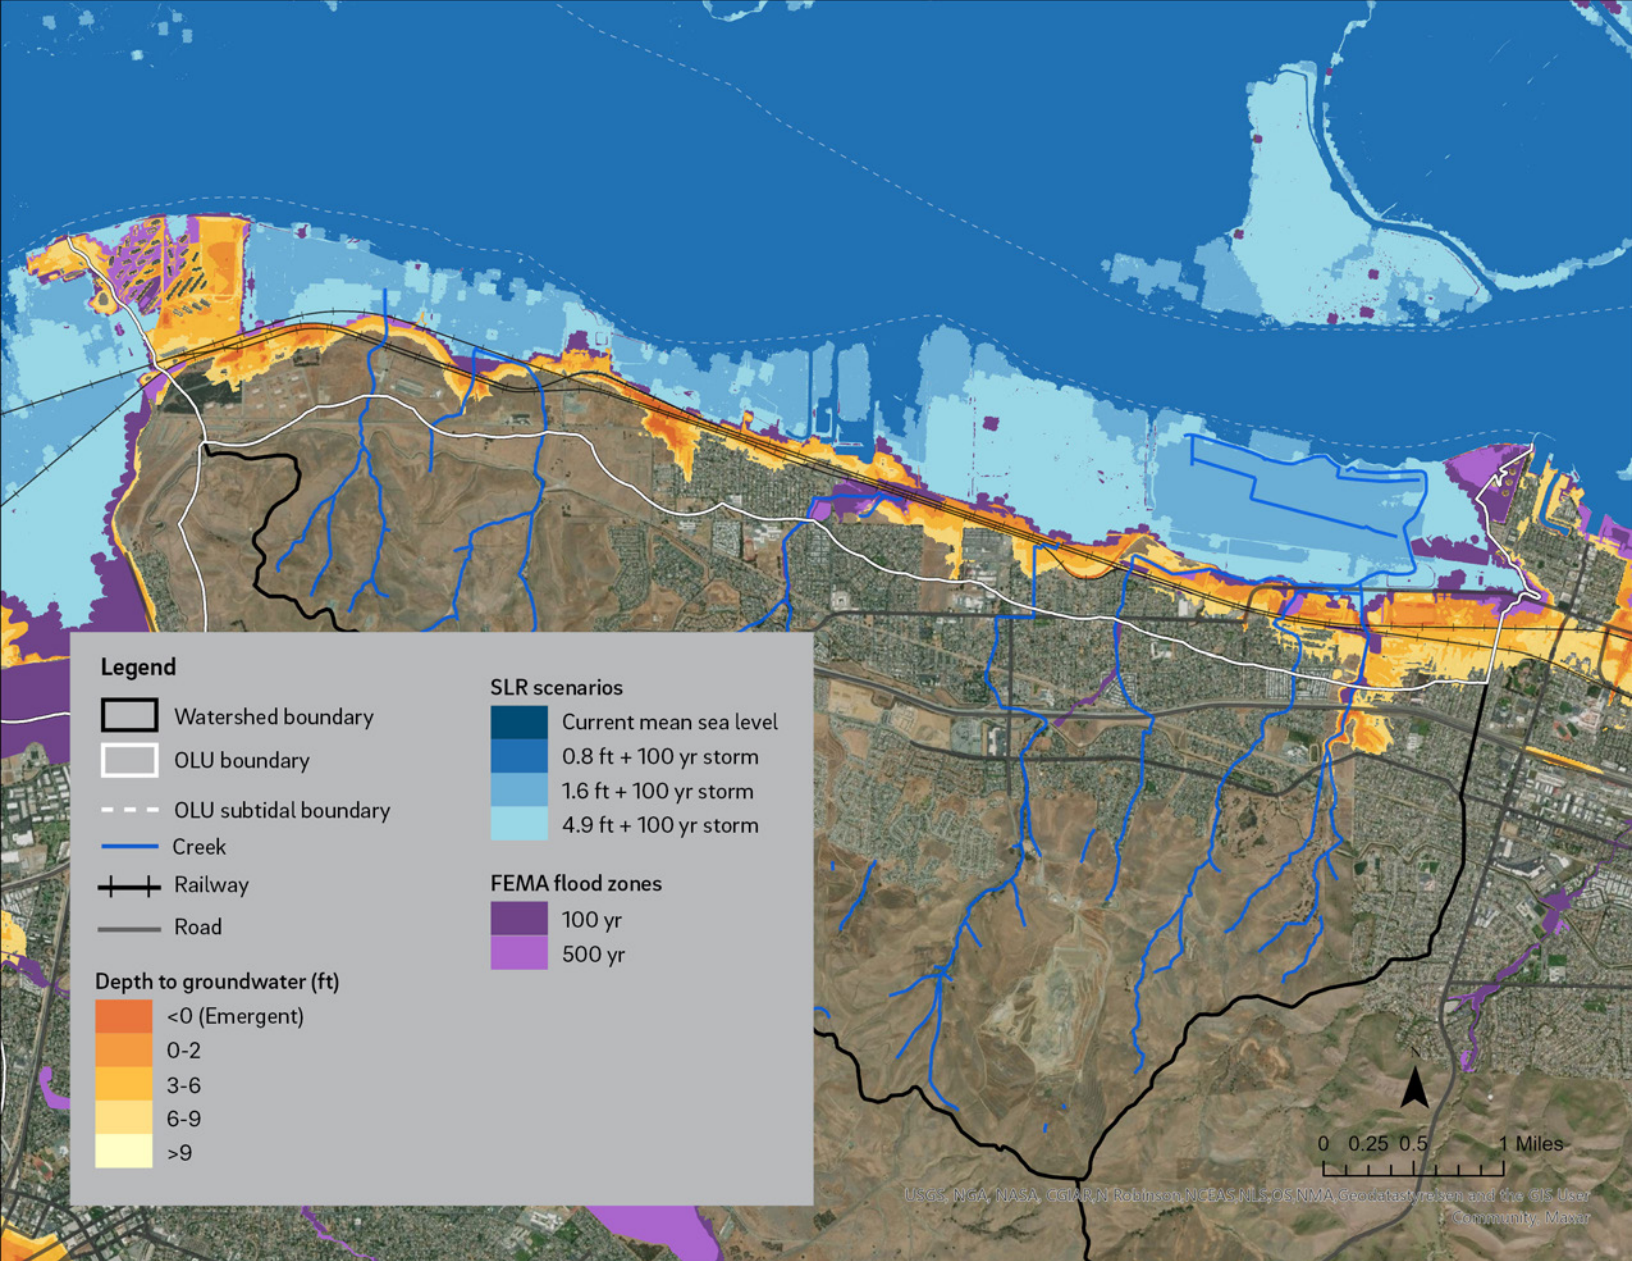 Legend
Watershed boundary
OLU boundary
OLU subtidal boundary
Creek
Railway
Road
Depth to groundwater (ft)
<0 (Emergent)
0-2
3-6
6-9
>9
SLR scenarios
Current mean sea level
0.8 ft + 100 yr storm
1.6 ft + 100 yr storm
4.9 ft + 100 yr storm
FEMA flood zones
100 yr
500 yr
N
0 0.25 0.5 1 Miles
USGS, NGA, NASA, CGIAR,N Robinson,NCEAS,NLS,OS,NMA,Geodatastyrelsen and the GIS User
Community, Maxar